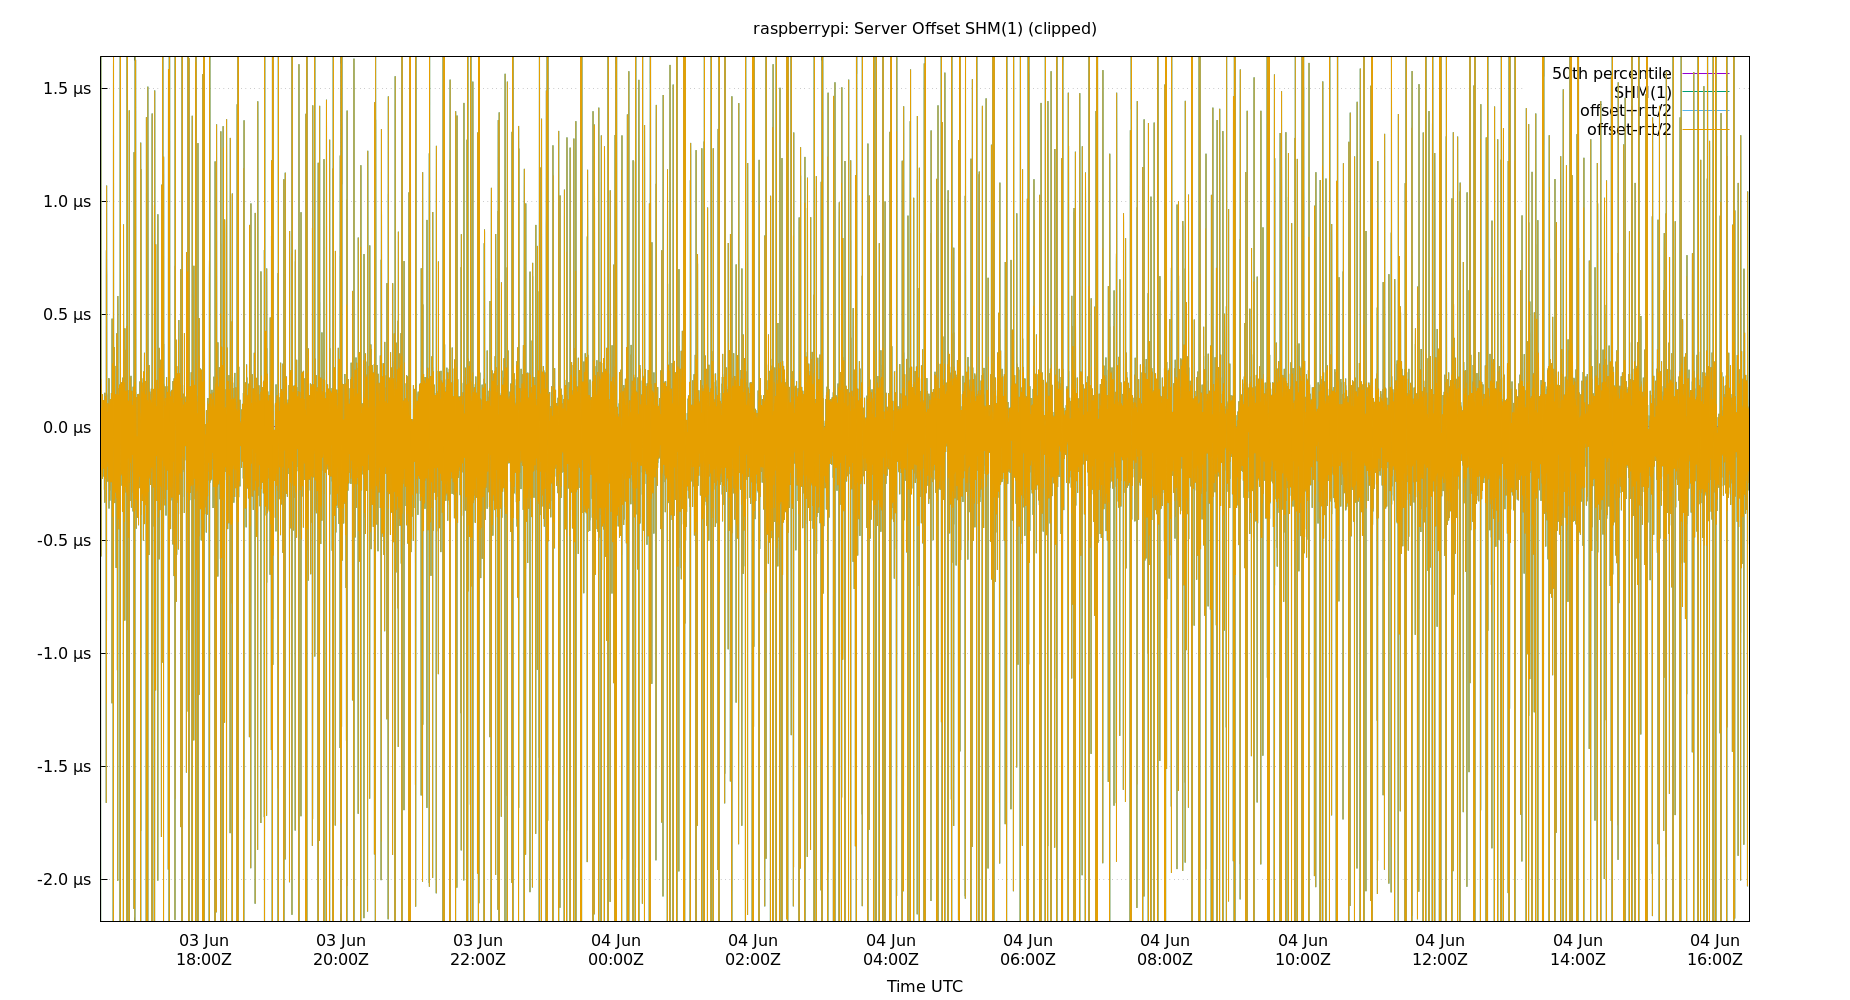 raspberrypi: Server Offset SHM(1) (clipped)
50th percentile
SHM(1)
offset+rtt/2
offset-rtt/2
1.5 µs
1.0 µs
0.5 µs
0.0 µs
-0.5 µs
-1.0 µs
-1.5 µs
-2.0 µs
03 Jun 03 Jun 03 Jun 04 Jun 04 Jun 04 Jun 04 Jun 04 Jun 04 Jun 04 Jun 04 Jun 04 Jun
18:00Z 20:00Z 22:00Z 00:00Z 02:00Z 04:00Z 06:00Z 08:00Z 10:00Z 12:00Z 14:00Z 16:00Z
Time UTC